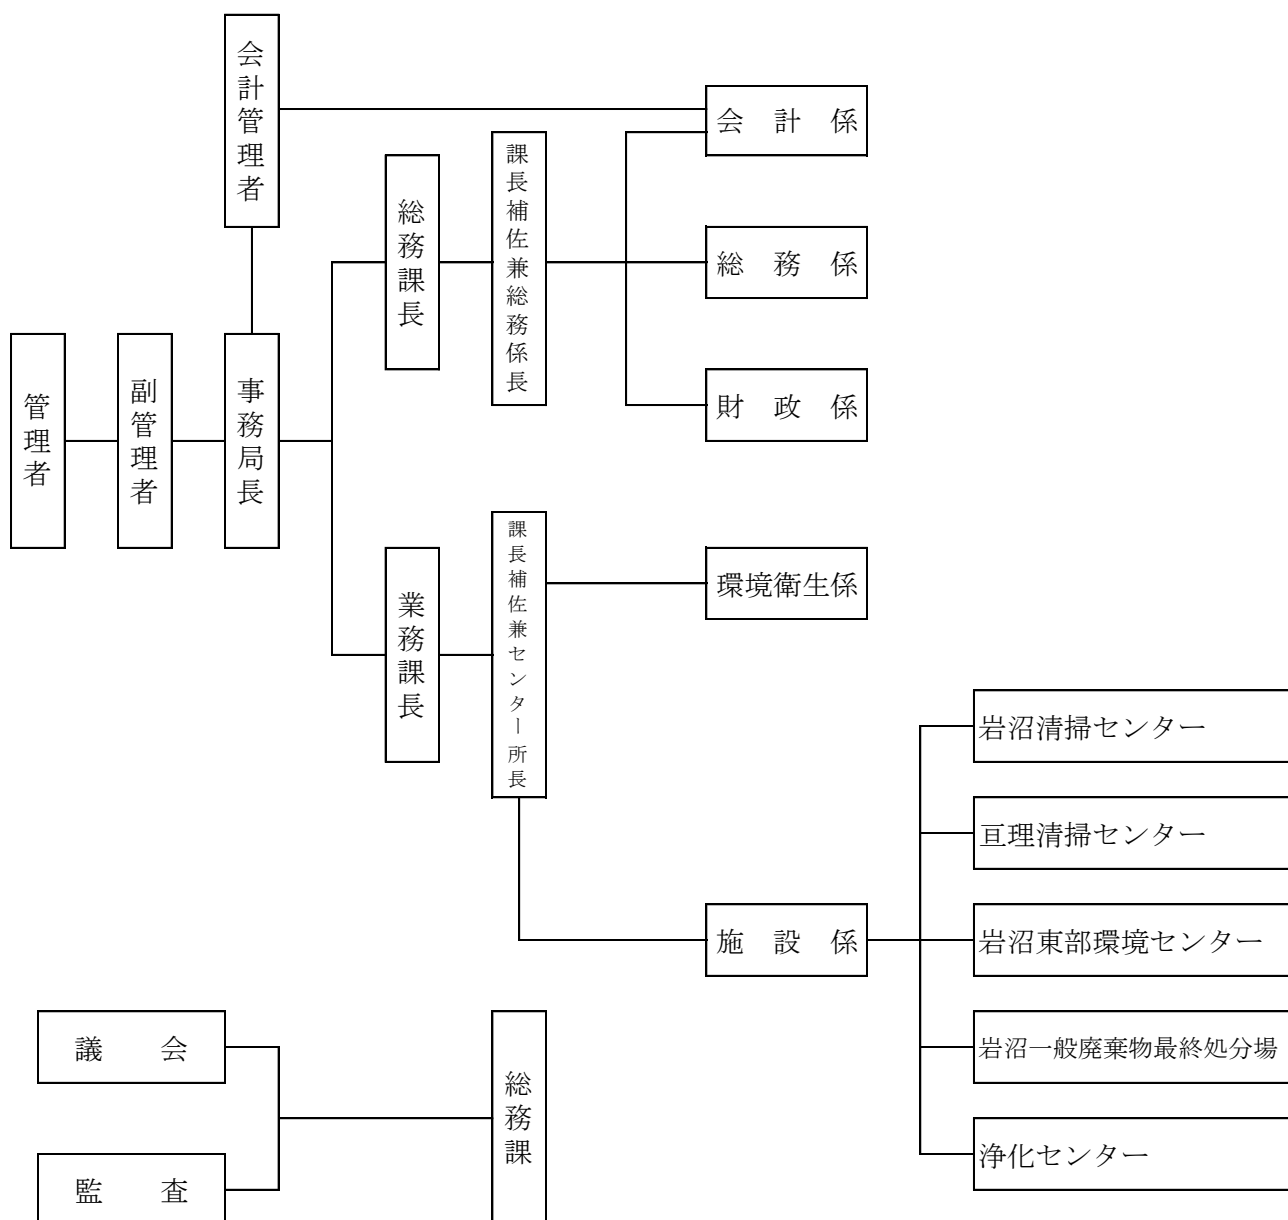 会計管理者
会計係
課長補佐兼総務係長
総務課長
総務係
管理者
副管理者
事務局長
財政係
課長補佐兼センター所長
業務課長
環境衛生係
岩沼清掃センター
亘理清掃センター
施設係
岩沼東部環境センター
議会
総務課
岩沼一般廃棄物最終処分場
監査
浄化センター